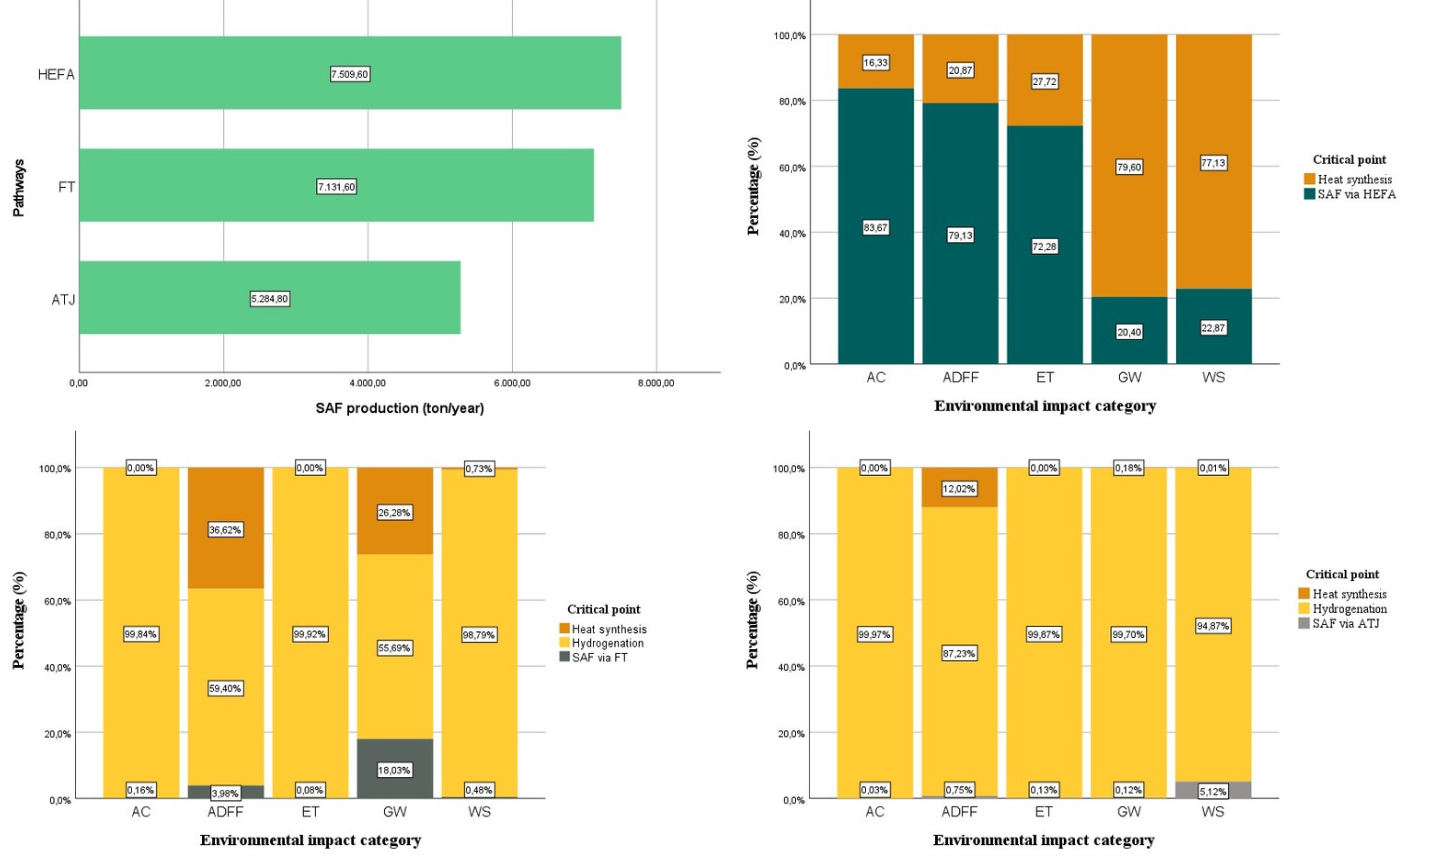 Pathways
HEFA
7.509,60
FT
7.131,60
ATJ
5.284,80
0,00 2.000,00 4.000,00 6.000,00 8.000,00
SAF production (ton/year)
Percentage (%)
100,0%
80,0%
60,0%
40,0%
20,0%
0,0%
16,33 20,87 27,72 79,60 77,13
83,67 79,13 72,28 20,40 22,87
AC ADFF ET GW WS
Environmental impact category
Critical point
Heat synthesis
SAF via HEFA
Percentage (%)
100,0%
80,0%
60,0%
40,0%
20,0%
0,0%
0,00% 36,62% 0,00% 26,28% 0,73%
99,84% 59,40% 99,92% 55,69% 98,79%
0,16% 3,98% 0,08% 18,03% 0,48%
AC ADFF ET GW WS
Environmental impact category
Critical point
Heat synthesis
Hydrogenation
SAF via FT
Percentage (%)
100,0%
80,0%
60,0%
40,0%
20,0%
0,0%
0,00% 12,02% 0,00% 0,18% 0,01%
99,97% 87,23% 99,87% 99,70% 94,87%
0,03% 0,75% 0,13% 0,12% 5,12%
AC ADFF ET GW WS
Environmental impact category
Critical point
Heat synthesis
Hydrogenation
SAF via ATJ